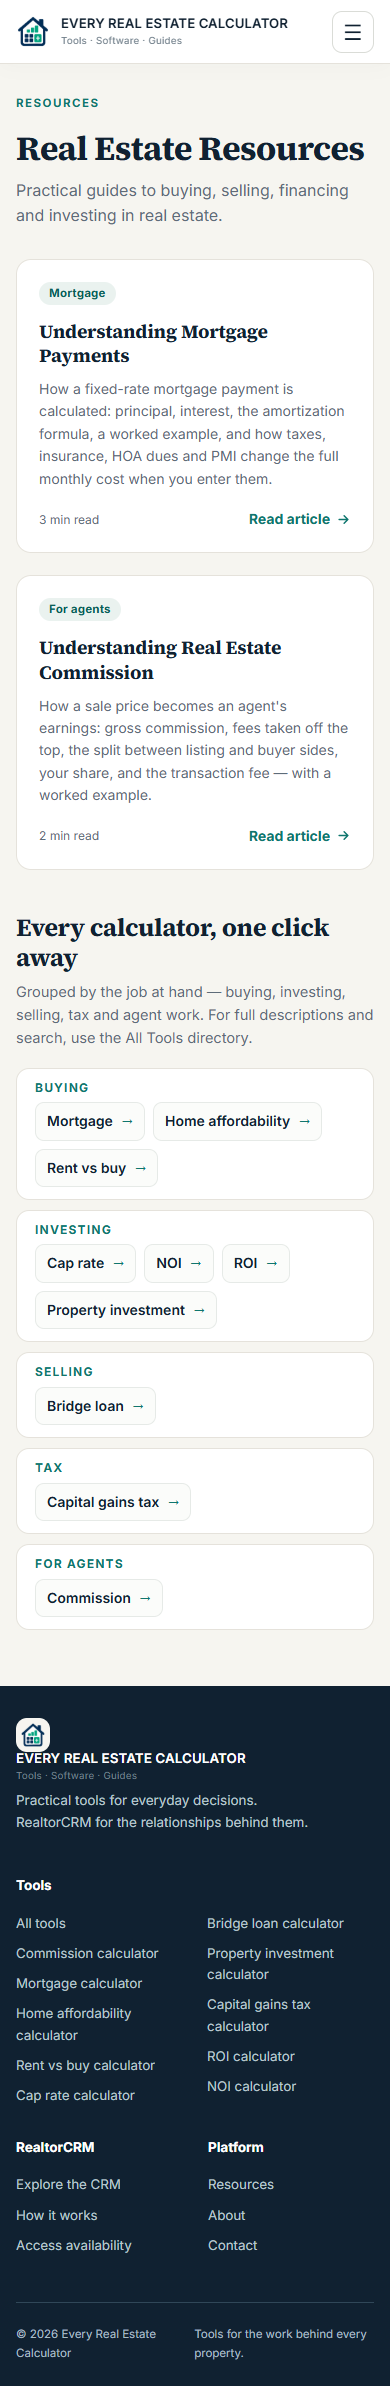 EVERY REAL ESTATE CALCULATOR
Tools · Software · Guides
RESOURCES
Real Estate Resources
Practical guides to buying, selling, financing
and investing in real estate.
Mortgage
Understanding Mortgage
Payments
How a fixed-rate mortgage payment is
calculated: principal, interest, the amortization
formula, a worked example, and how taxes,
insurance, HOA dues and PMI change the full
monthly cost when you enter them.
3 min read
Read article →
For agents
Understanding Real Estate
Commission
How a sale price becomes an agent's
earnings: gross commission, fees taken off the
top, the split between listing and buyer sides,
your share, and the transaction fee — with a
worked example.
2 min read
Read article →
Every calculator, one click
away
Grouped by the job at hand — buying, investing,
selling, tax and agent work. For full descriptions and
search, use the All Tools directory.
BUYING
Mortgage → Home affordability →
Rent vs buy →
INVESTING
Cap rate → NOI → ROI →
Property investment →
SELLING
Bridge loan →
TAX
Capital gains tax →
FOR AGENTS
Commission →
EVERY REAL ESTATE CALCULATOR
Tools · Software · Guides
Practical tools for everyday decisions.
RealtorCRM for the relationships behind them.
Tools
All tools
Commission calculator
Mortgage calculator
Home affordability
calculator
Rent vs buy calculator
Cap rate calculator
Bridge loan calculator
Property investment
calculator
Capital gains tax
calculator
ROI calculator
NOI calculator
RealtorCRM
Explore the CRM
How it works
Access availability
Platform
Resources
About
Contact
© 2026 Every Real Estate
Calculator
Tools for the work behind every
property.